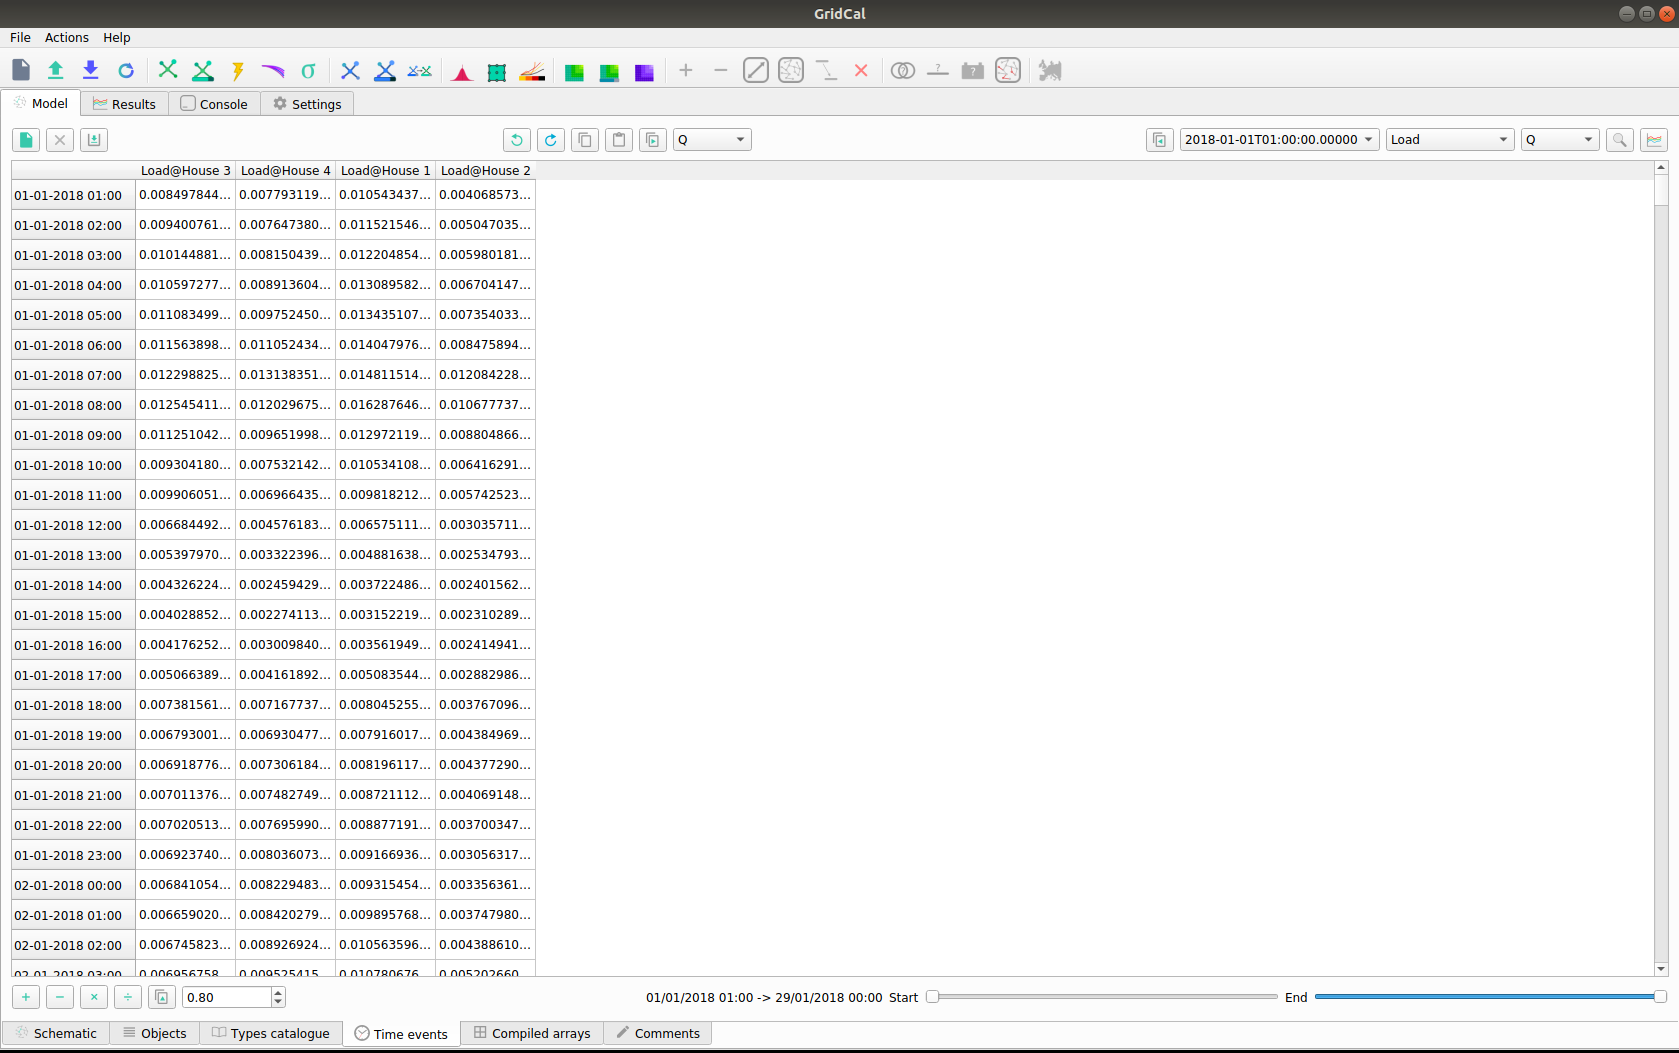 GridCal
File Actions Help
σ
Model Results Console Settings
Q 2018-01-01T01:00:00.00000 Load Q
Load@House 3 Load@House 4 Load@House 1 Load@House 2
01-01-2018 01:00 0.008497844... 0.007793119... 0.010543437... 0.004068573...
01-01-2018 02:00 0.009400761... 0.007647380... 0.011521546... 0.005047035...
01-01-2018 03:00 0.010144881... 0.008150439... 0.012204854... 0.005980181...
01-01-2018 04:00 0.010597277... 0.008913604... 0.013089582... 0.006704147...
01-01-2018 05:00 0.011083499... 0.009752450... 0.013435107... 0.007354033...
01-01-2018 06:00 0.011563898... 0.011052434... 0.014047976... 0.008475894...
01-01-2018 07:00 0.012298825... 0.013138351... 0.014811514... 0.012084228...
01-01-2018 08:00 0.012545411... 0.012029675... 0.016287646... 0.010677737...
01-01-2018 09:00 0.011251042... 0.009651998... 0.012972119... 0.008804866...
01-01-2018 10:00 0.009304180... 0.007532142... 0.010534108... 0.006416291...
01-01-2018 11:00 0.009906051... 0.006966435... 0.009818212... 0.005742523...
01-01-2018 12:00 0.006684492... 0.004576183... 0.006575111... 0.003035711...
01-01-2018 13:00 0.005397970... 0.003322396... 0.004881638... 0.002534793...
01-01-2018 14:00 0.004326224... 0.002459429... 0.003722486... 0.002401562...
01-01-2018 15:00 0.004028852... 0.002274113... 0.003152219... 0.002310289...
01-01-2018 16:00 0.004176252... 0.003009840... 0.003561949... 0.002414941...
01-01-2018 17:00 0.005066389... 0.004161892... 0.005083544... 0.002882986...
01-01-2018 18:00 0.007381561... 0.007167737... 0.008045255... 0.003767096...
01-01-2018 19:00 0.006793001... 0.006930477... 0.007916017... 0.004384969...
01-01-2018 20:00 0.006918776... 0.007306184... 0.008196117... 0.004377290...
01-01-2018 21:00 0.007011376... 0.007482749... 0.008721112... 0.004069148...
01-01-2018 22:00 0.007020513... 0.007695990... 0.008877191... 0.003700347...
01-01-2018 23:00 0.006923740... 0.008036073... 0.009166936... 0.003056317...
02-01-2018 00:00 0.006841054... 0.008229483... 0.009315454... 0.003356361...
02-01-2018 01:00 0.006659020... 0.008420279... 0.009895768... 0.003747980...
02-01-2018 02:00 0.006745823... 0.008926924... 0.010563596... 0.004388610...
02-01-2018 03:00 0.006956758... 0.009525415... 0.010780676... 0.005202660...
+ − × ÷ 0.80 01/01/2018 01:00 -> 29/01/2018 00:00 Start End
Schematic Objects Types catalogue Time events Compiled arrays Comments